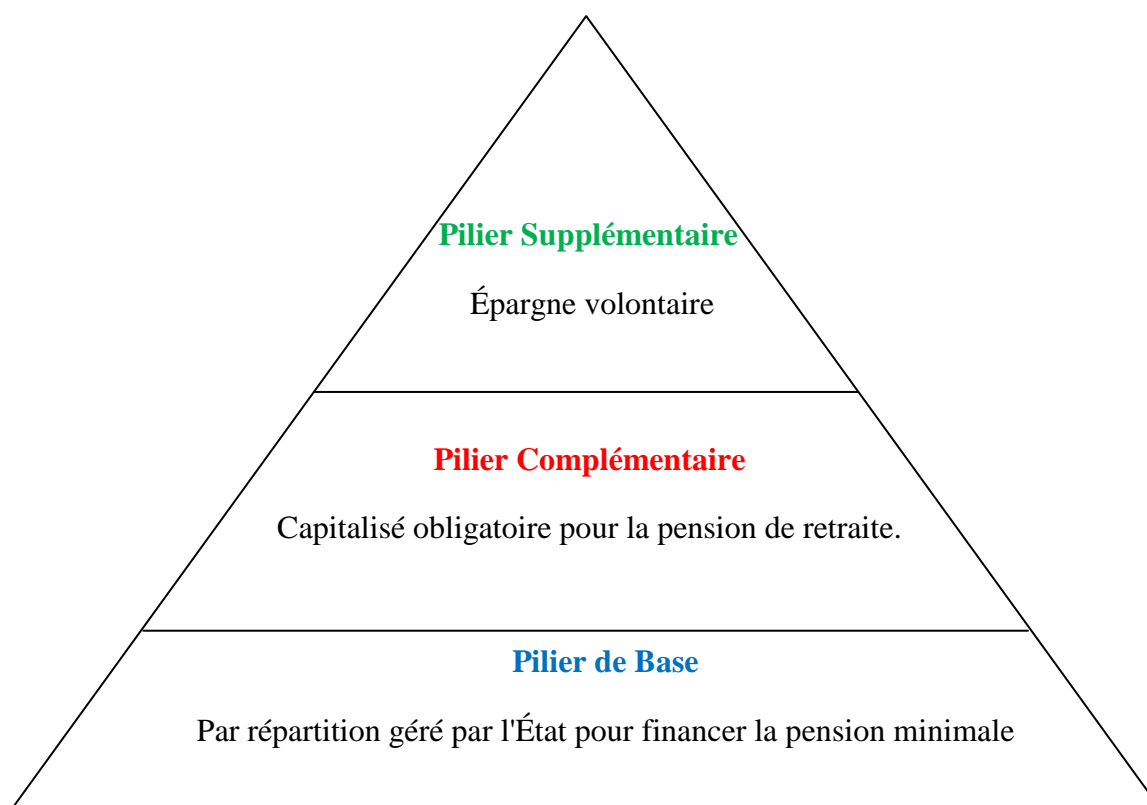 Pilier Supplémentaire
Épargne volontaire
Pilier Complémentaire
Capitalisé obligatoire pour la pension de retraite.
Pilier de Base
Par répartition géré par l'État pour financer la pension minimale